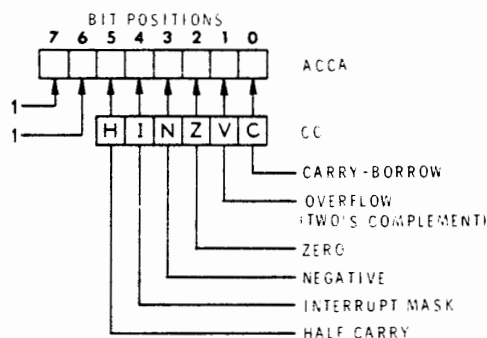 BIT POSITIONS
7 6 5 4 3 2 1 0
ACCA
1
1
H I N Z V C
CC
CARRY-BORROW
OVERFLOW
(TWO'S COMPLEMENT)
ZERO
NEGATIVE
INTERRUPT MASK
HALF CARRY